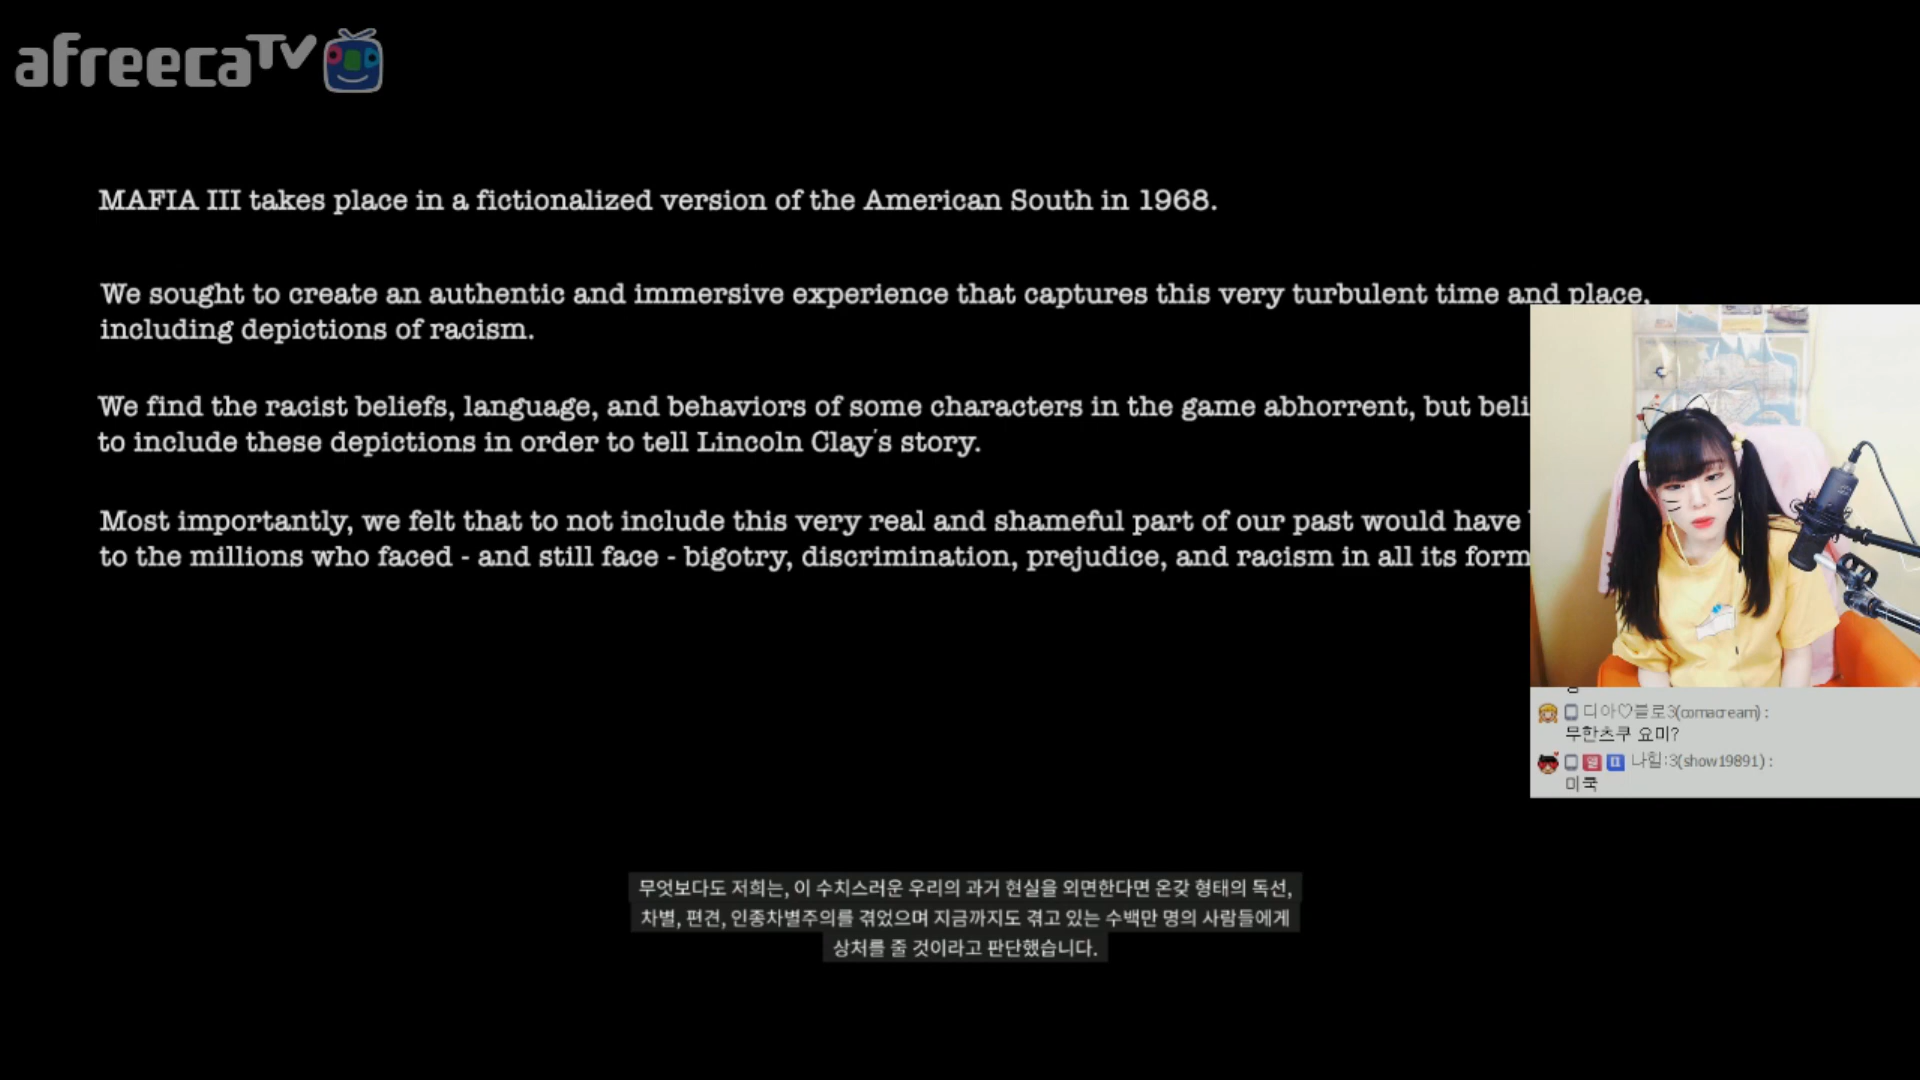 afreecaTV
MAFIA III takes place in a fictionalized version of the American South in 1968.
We sought to create an authentic and immersive experience that captures this very turbulent time and place,
including depictions of racism.
We find the racist beliefs, language, and behaviors of some characters in the game abhorrent, but
to include these depictions in order to tell Lincoln Clay's story.
Most importantly, we felt that to not include this very real and shameful part of our past would have
to the millions who faced - and still face - bigotry, discrimination, prejudice, and racism in all its
디아♡블로3(comacream) :
무한츠쿠 요미?
나힐:3(show19891) :
미쿡
무엇보다도 저희는, 이 수치스러운 우리의 과거 현실을 외면한다면 온갖 형태의 독선,
차별, 편견, 인종차별주의를 겪었으며 지금까지도 겪고 있는 수백만 명의 사람들에게
상처를 줄 것이라고 판단했습니다.